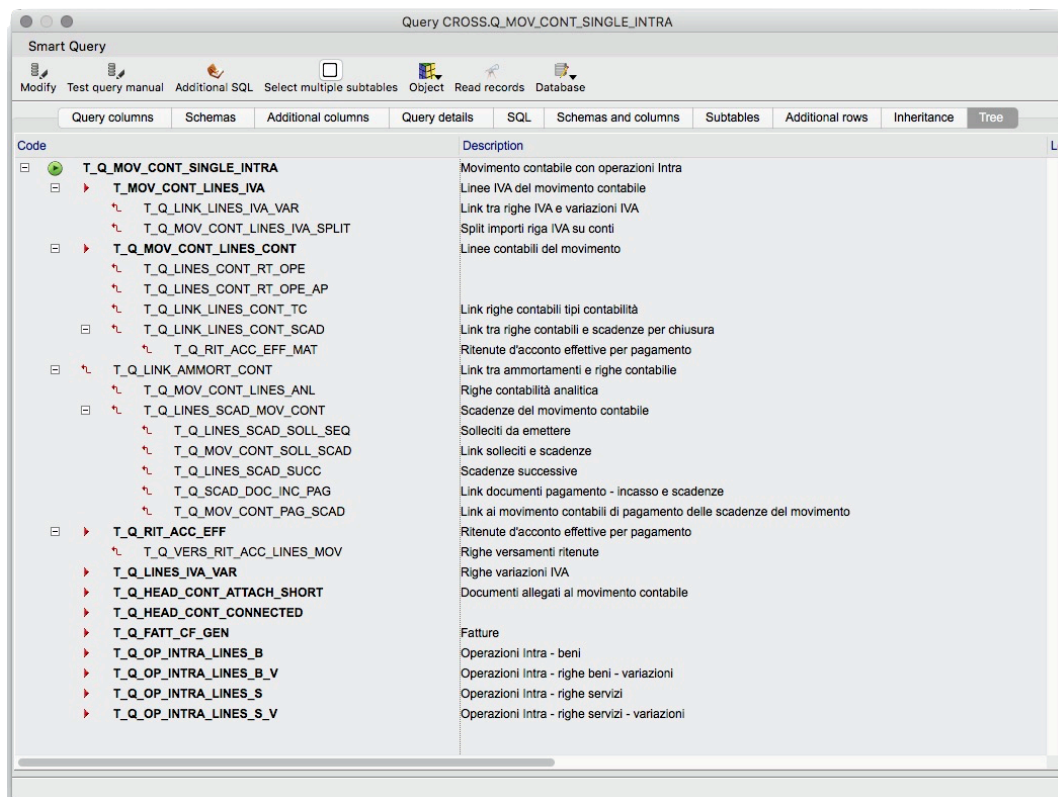 Query CROSS.Q_MOV_CONT_SINGLE_INTRA
Smart Query
Modify Test query manual Additional SQL Select multiple subtables Object Read records Database
Query columns Schemas Additional columns Query details SQL Schemas and columns Subtables Additional rows Inheritance Tree
Code Description
T_Q_MOV_CONT_SINGLE_INTRA Movimento contabile con operazioni Intra
T_MOV_CONT_LINES_IVA Linee IVA del movimento contabile
T_Q_LINK_LINES_IVA_VAR Link tra righe IVA e variazioni IVA
T_Q_MOV_CONT_LINES_IVA_SPLIT Split importi riga IVA su conti
T_Q_MOV_CONT_LINES_CONT Linee contabili del movimento
T_Q_LINES_CONT_RT_OPE
T_Q_LINES_CONT_RT_OPE_AP
T_Q_LINK_LINES_CONT_TC Link righe contabili tipi contabilità
T_Q_LINK_LINES_CONT_SCAD Link tra righe contabili e scadenze per chiusura
T_Q_RIT_ACC_EFF_MAT Ritenute d'acconto effettive per pagamento
T_Q_LINK_AMMORT_CONT Link tra ammortamenti e righe contabilie
T_Q_MOV_CONT_LINES_ANL Righe contabilità analitica
T_Q_LINES_SCAD_MOV_CONT Scadenze del movimento contabile
T_Q_LINES_SCAD_SOLL_SEQ Solleciti da emettere
T_Q_MOV_CONT_SOLL_SCAD Link solleciti e scadenze
T_Q_LINES_SCAD_SUCC Scadenze successive
T_Q_SCAD_DOC_INC_PAG Link documenti pagamento - incasso e scadenze
T_Q_MOV_CONT_PAG_SCAD Link ai movimento contabili di pagamento delle scadenze del movimento
T_Q_RIT_ACC_EFF Ritenute d'acconto effettive per pagamento
T_Q_VERS_RIT_ACC_LINES_MOV Righe versamenti ritenute
T_Q_LINES_IVA_VAR Righe variazioni IVA
T_Q_HEAD_CONT_ATTACH_SHORT Documenti allegati al movimento contabile
T_Q_HEAD_CONT_CONNECTED
T_Q_FATT_CF_GEN Fatture
T_Q_OP_INTRA_LINES_B Operazioni Intra - beni
T_Q_OP_INTRA_LINES_B_V Operazioni Intra - righe beni - variazioni
T_Q_OP_INTRA_LINES_S Operazioni Intra - righe servizi
T_Q_OP_INTRA_LINES_S_V Operazioni Intra - righe servizi - variazioni